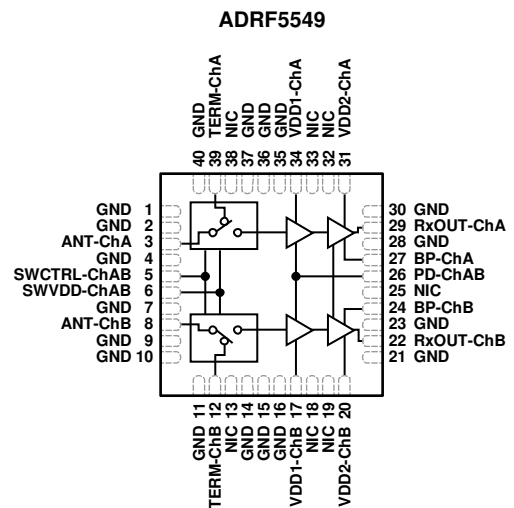 ADRF5549
40 GND
39 TERM-ChA
38 NIC
37 GND
36 GND
35 GND
34 VDD1-ChA
33 NIC
32 NIC
31 VDD2-ChA
GND 1
GND 2
ANT-ChA 3
GND 4
SWCTRL-ChAB 5
SWVDD-ChAB 6
GND 7
ANT-ChB 8
GND 9
GND 10
30 GND
29 RxOUT-ChA
28 GND
27 BP-ChA
26 PD-ChAB
25 NIC
24 BP-ChB
23 GND
22 RxOUT-ChB
21 GND
GND 11
TERM-ChB 12
NIC 13
GND 14
GND 15
GND 16
VDD1-ChB 17
NIC 18
NIC 19
VDD2-ChB 20